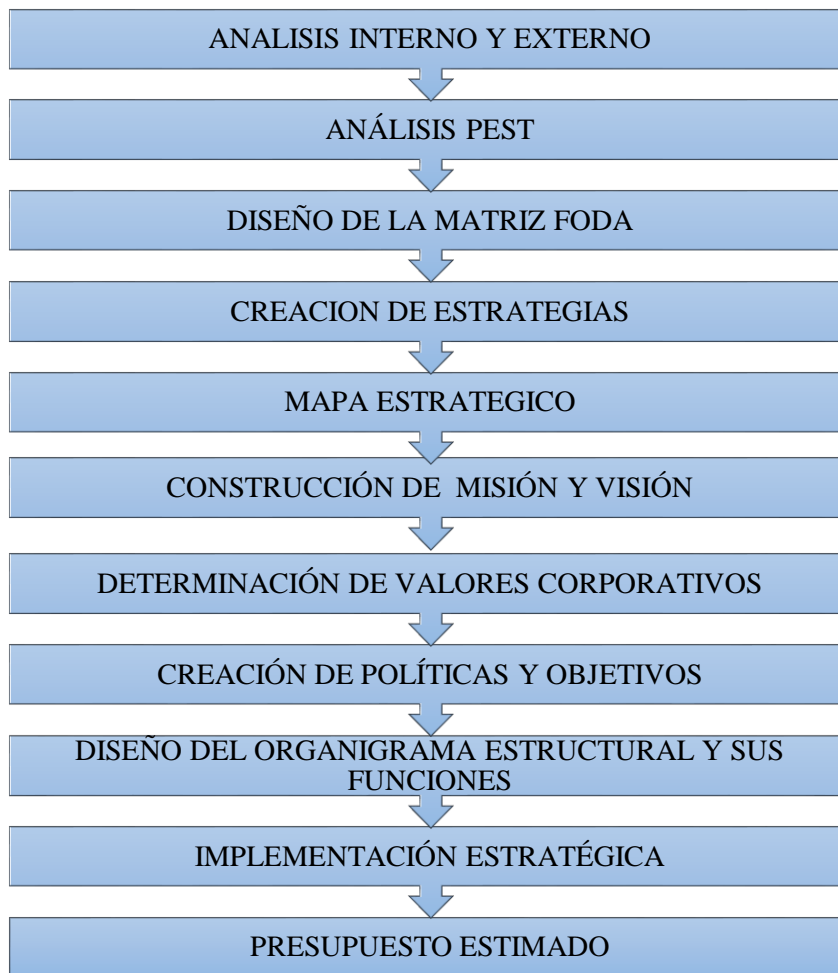 ANALISIS INTERNO Y EXTERNO
ANÁLISIS PEST
DISEÑO DE LA MATRIZ FODA
CREACION DE ESTRATEGIAS
MAPA ESTRATEGICO
CONSTRUCCIÓN DE MISIÓN Y VISIÓN
DETERMINACIÓN DE VALORES CORPORATIVOS
CREACIÓN DE POLÍTICAS Y OBJETIVOS
DISEÑO DEL ORGANIGRAMA ESTRUCTURAL Y SUS
FUNCIONES
IMPLEMENTACIÓN ESTRATÉGICA
PRESUPUESTO ESTIMADO